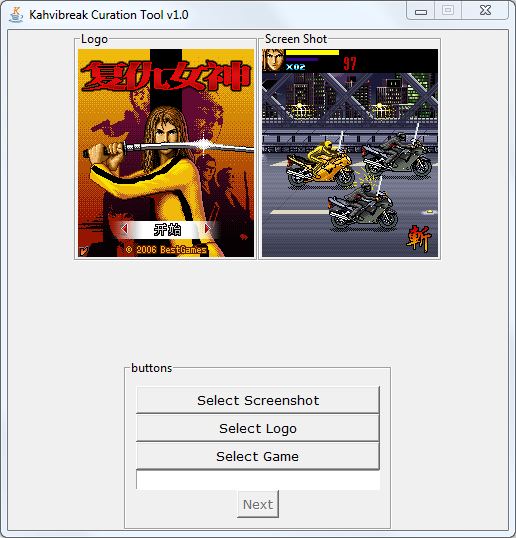 Kahvibreak Curation Tool v1.0
Logo
Screen Shot
复仇女神
开始
© 2006 BestGames
X02
97
斬
buttons
Select Screenshot
Select Logo
Select Game
Next